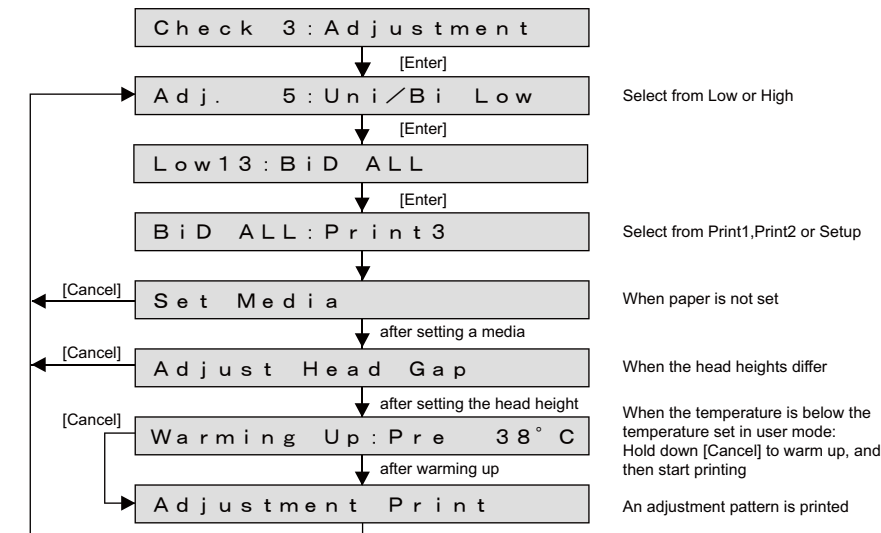 Check 3:Adjustment
[Enter]
Adj. 5:Uni/Bi Low
Select from Low or High
[Enter]
Low13:BiD ALL
[Enter]
BiD ALL:Print3
Select from Print1,Print2 or Setup
[Cancel]
Set Media
When paper is not set
after setting a media
[Cancel]
Adjust Head Gap
When the head heights differ
after setting the head height
[Cancel]
Warming Up:Pre 38°C
When the temperature is below the
temperature set in user mode:
Hold down [Cancel] to warm up, and
then start printing
after warming up
Adjustment Print
An adjustment pattern is printed